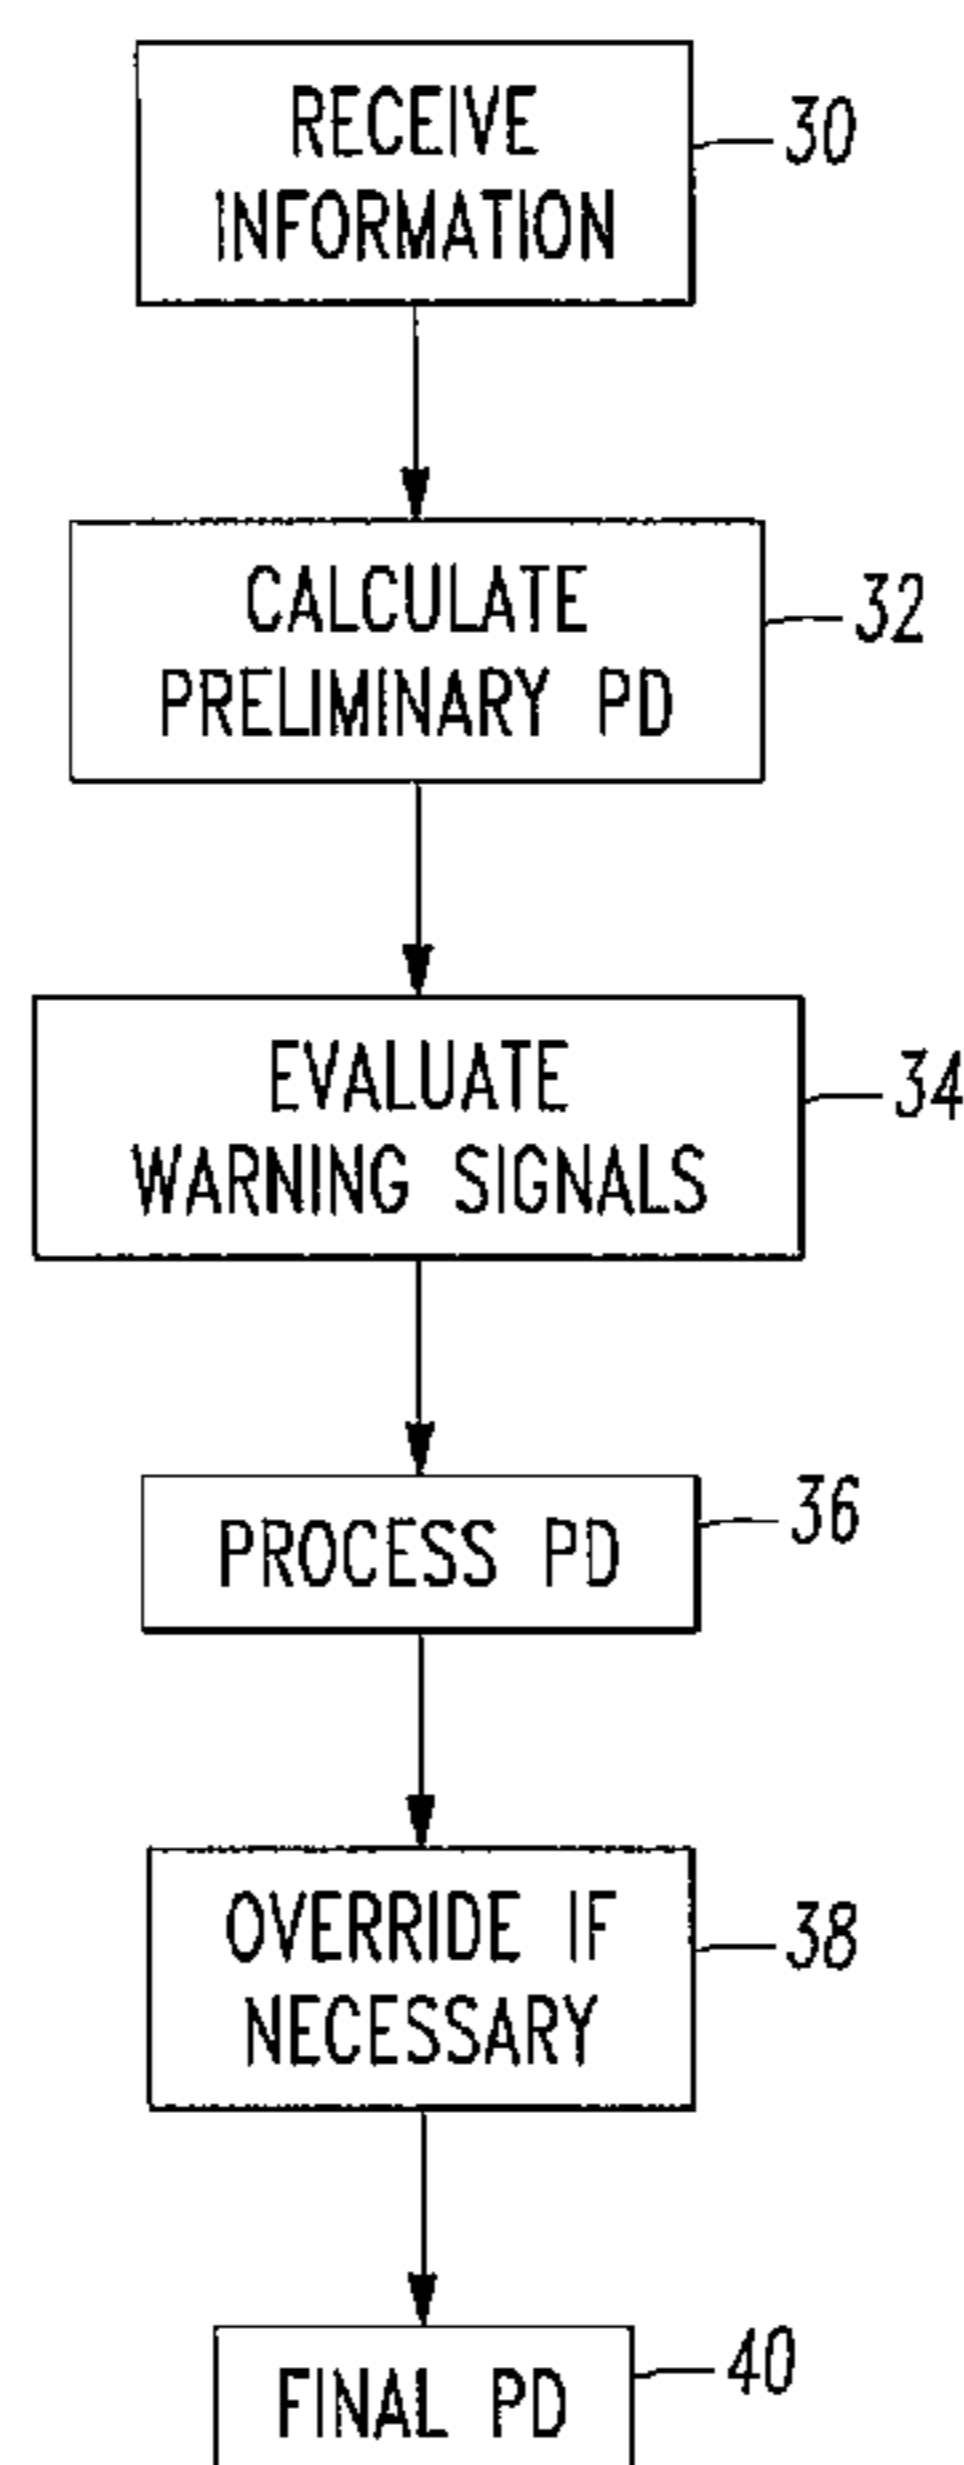 RECEIVE
INFORMATION
30
CALCULATE
PRELIMINARY PD
32
EVALUATE
WARNING SIGNALS
34
PROCESS PD
36
OVERRIDE IF
NECESSARY
38
FINAL PD
40